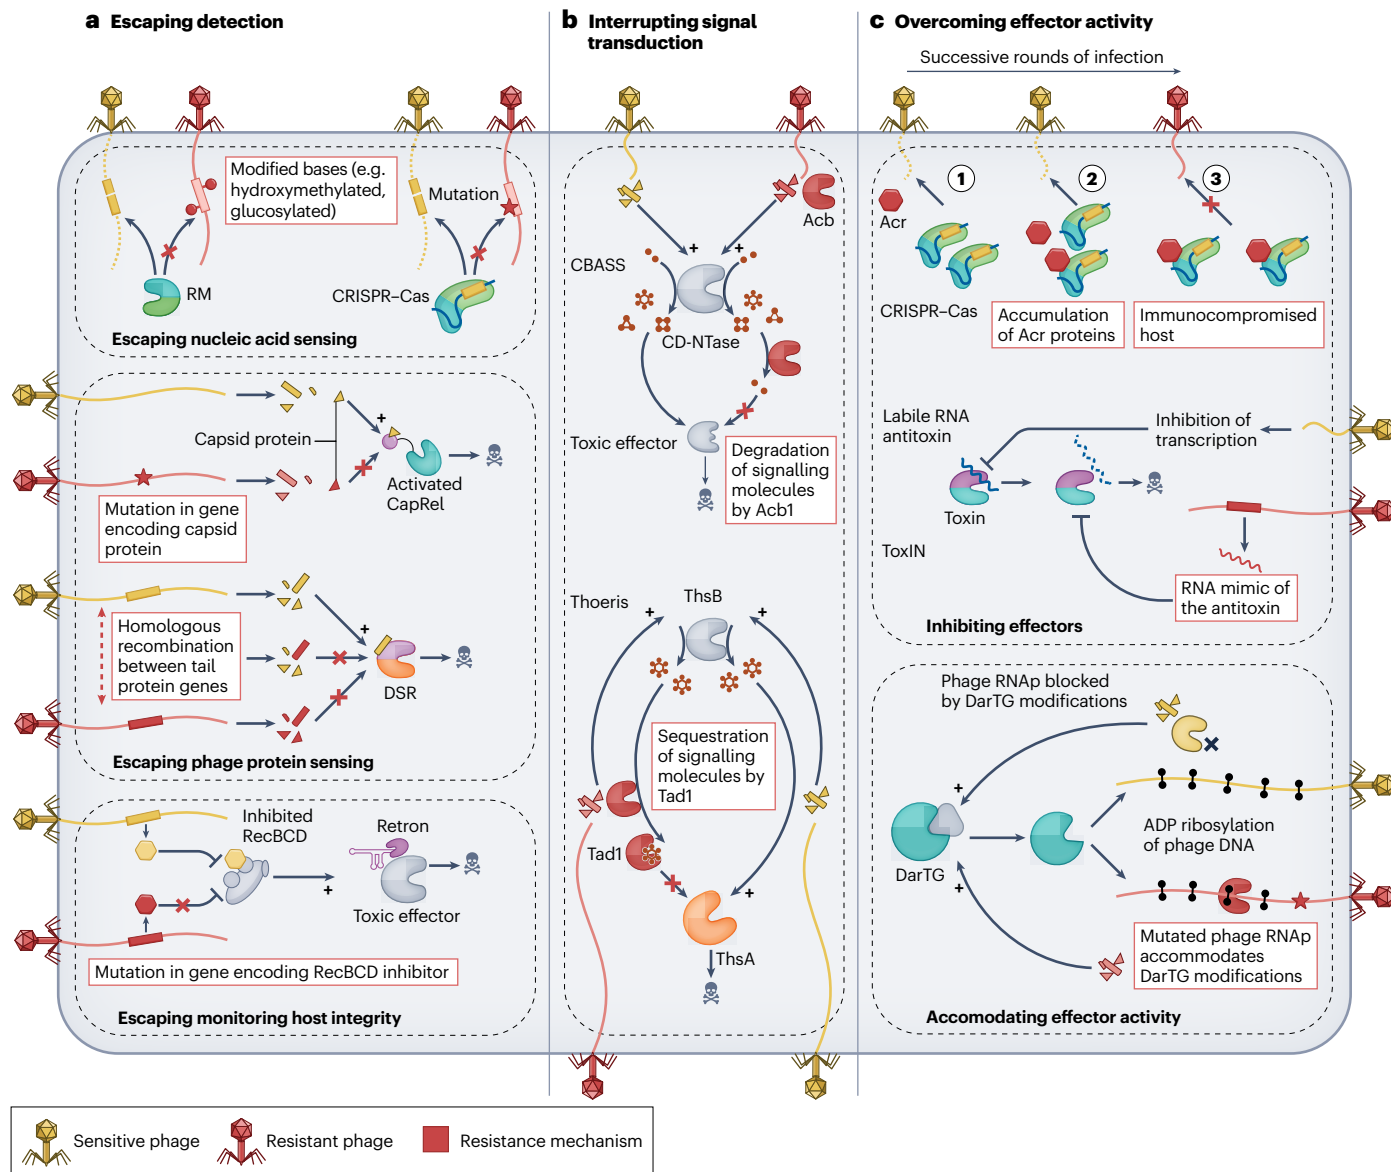 a Escaping detection
Modified bases (e.g.
hydroxymethylated,
glucosylated)
Mutation
RM
CRISPR–Cas
Escaping nucleic acid sensing
Capsid protein
+
Activated
CapRel
Mutation in gene
encoding capsid
protein
Homologous
recombination
between tail
protein genes
+
DSR
Escaping phage protein sensing
Inhibited
RecBCD
Retron
+
Toxic effector
Mutation in gene encoding RecBCD inhibitor
Escaping monitoring host integrity
b Interrupting signal
transduction
Acb
+ +
CBASS
CD-NTase
Toxic effector
Degradation
of signalling
molecules
by Acb1
Thoeris
ThsB
+ +
Sequestration
of signalling
molecules by
Tad1
Tad1
+
ThsA
c Overcoming effector activity
Successive rounds of infection
1 2 3
Acr
CRISPR–Cas
Accumulation
of Acr proteins
Immunocompromised
host
Labile RNA
antitoxin
Inhibition of
transcription
Toxin
ToxIN
RNA mimic of
the antitoxin
Inhibiting effectors
Phage RNAp blocked
by DarTG modifications
+
ADP ribosylation
of phage DNA
DarTG
+
Mutated phage RNAp
accommodates
DarTG modifications
Accomodating effector activity
Sensitive phage
Resistant phage
Resistance mechanism